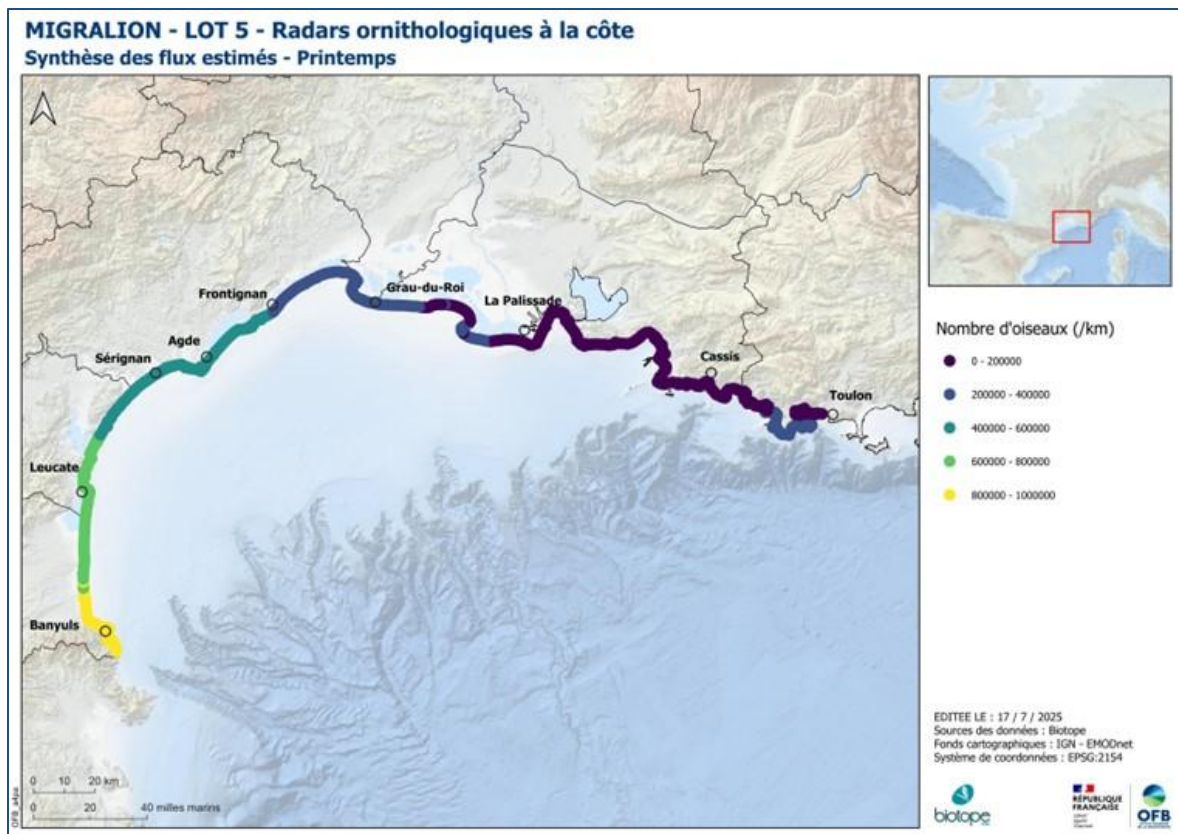 MIGRALION - LOT 5 - Radars ornithologiques à la côte
Synthèse des flux estimés - Printemps
Frontignan
Grau-du-Roi
La Palissade
Agde
Sérignan
Cassis
Toulon
Leucate
Banyuls
0 10 20 km
0 20 40 milles marins
Nombre d'oiseaux (/km)
0 - 200000
200000 - 400000
400000 - 600000
600000 - 800000
800000 - 1000000
EDITEE LE : 17 / 7 / 2025
Sources des données : Biotope
Fonds cartographiques : IGN - EMODnet
Système de coordonnées : EPSG:2154
biotope
RÉPUBLIQUE
FRANÇAISE
Liberté
Égalité
Fraternité
OFB